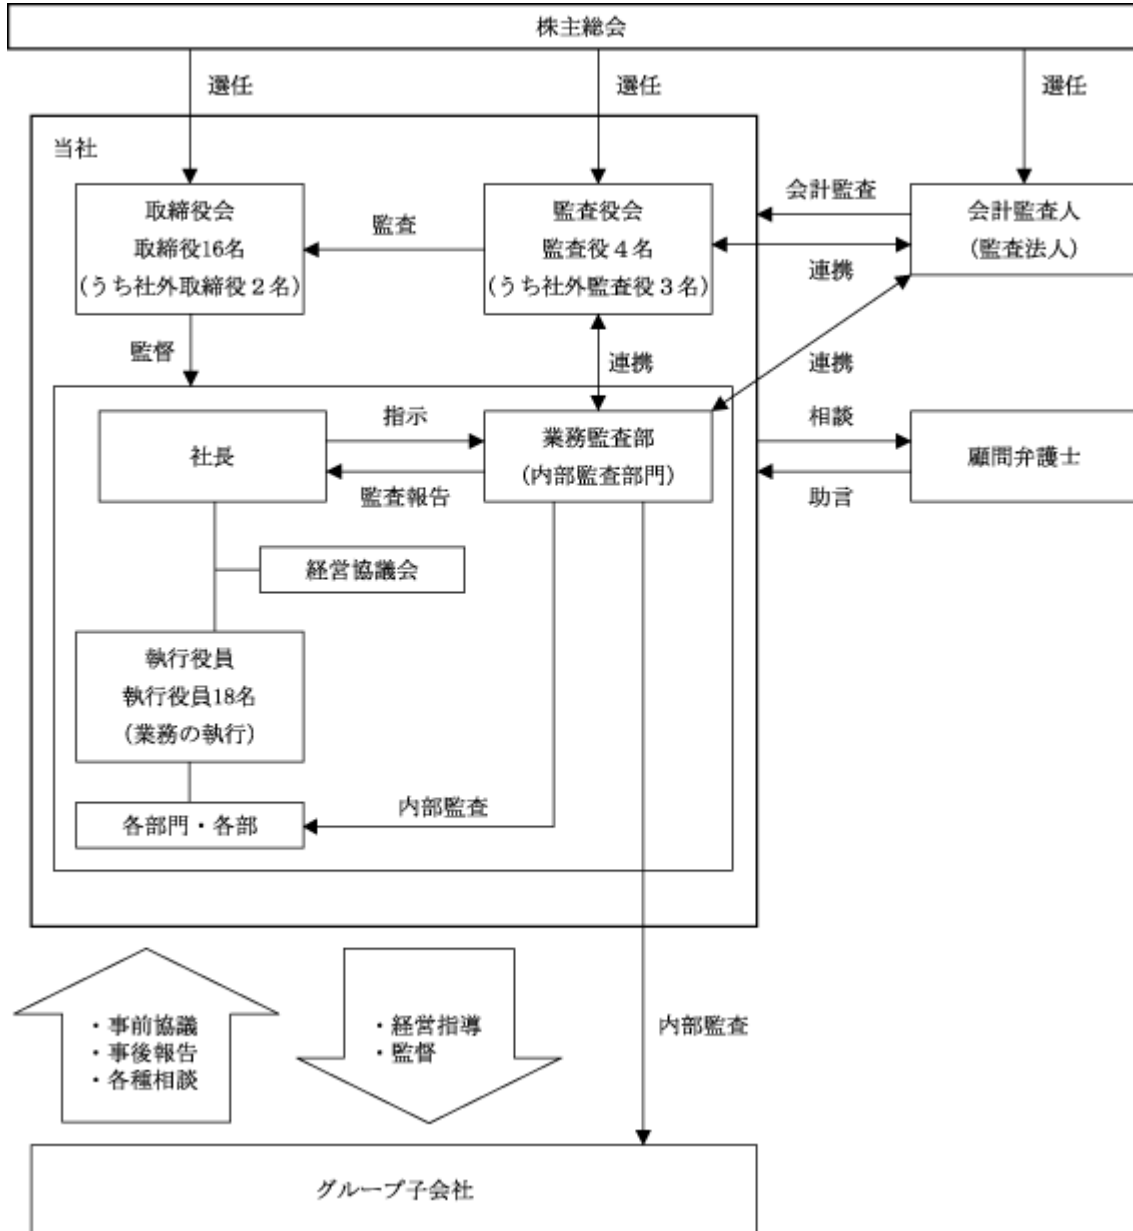 株主総会
選任
選任
選任
当社
取締役会
取締役16名
(うち社外取締役2名)
監査
監査役会
監査役4名
(うち社外監査役3名)
会計監査
連携
会計監査人
(監査法人)
監督
連携
連携
社長
指示
監査報告
業務監査部
(内部監査部門)
相談
助言
顧問弁護士
経営協議会
執行役員
執行役員18名
(業務の執行)
各部門・各部
内部監査
・事前協議
・事後報告
・各種相談
・経営指導
・監督
内部監査
グループ子会社